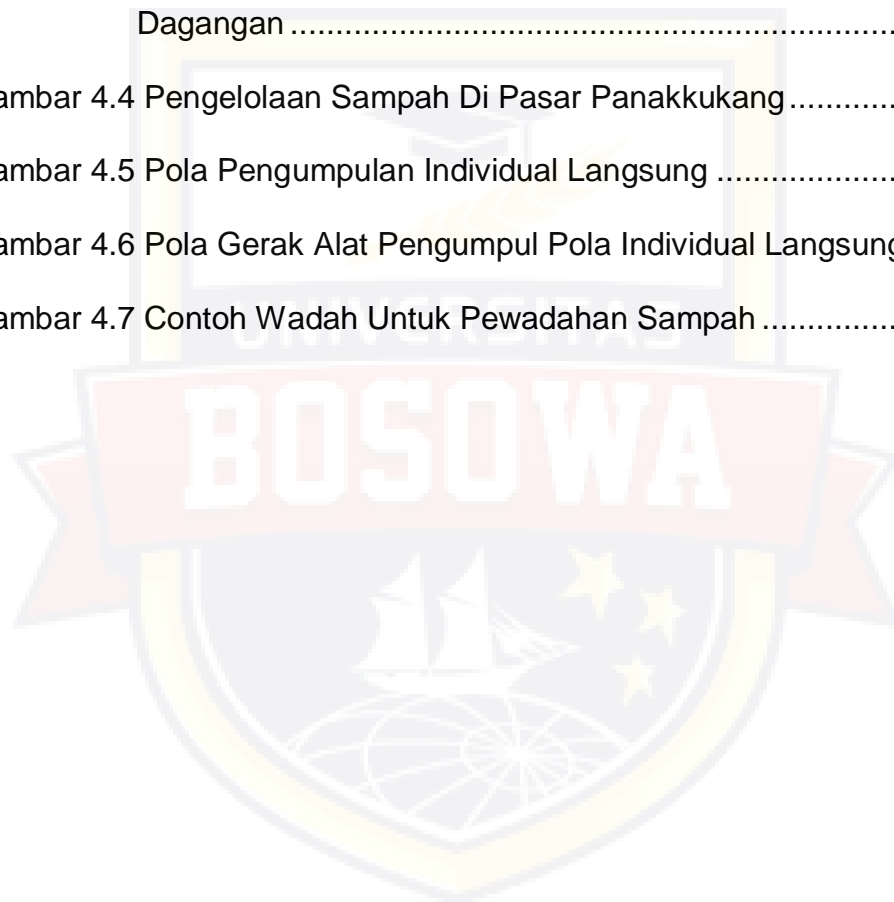 Dagangan ....................................................................
ambar 4.4 Pengelolaan Sampah Di Pasar Panakkukang ............
ambar 4.5 Pola Pengumpulan Individual Langsung ....................
ambar 4.6 Pola Gerak Alat Pengumpul Pola Individual Langsung
ambar 4.7 Contoh Wadah Untuk Pewadahan Sampah ...............
UNIVERSITAS
BOSOWA